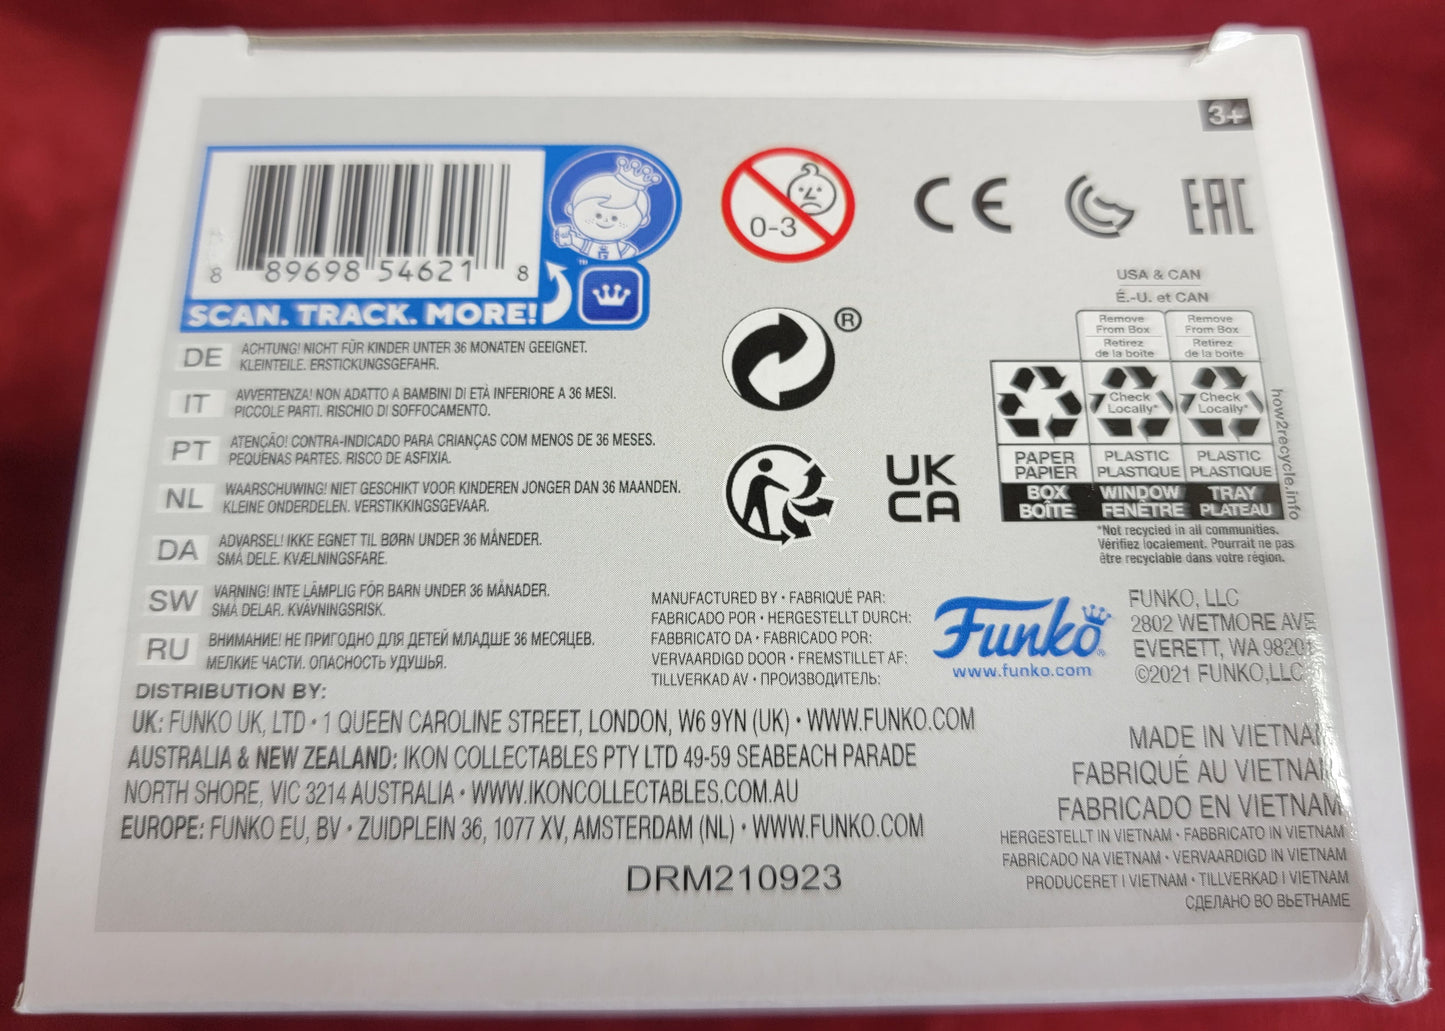 3+
8 89698 54621 8
™
SCAN. TRACK. MORE!
0-3
CE
EAC
®
UK
CA
USA & CAN
É.-U. et CAN
Remove From Box
Retirez de la boîte
Remove From Box
Retirez de la boîte
Check Locally*
Check Locally*
PAPER PAPIER
PLASTIC PLASTIQUE
PLASTIC PLASTIQUE
BOX BOÎTE
WINDOW FENÊTRE
TRAY PLATEAU
how2recycle.info
*Not recycled in all communities.
Vérifiez localement. Pourrait ne pas
être recyclable dans votre région.
DE ACHTUNG! NICHT FÜR KINDER UNTER 36 MONATEN GEEIGNET.
KLEINTEILE. ERSTICKUNGSGEFAHR.
IT AVVERTENZA! NON ADATTO A BAMBINI DI ETÀ INFERIORE A 36 MESI.
PICCOLE PARTI. RISCHIO DI SOFFOCAMENTO.
PT ATENÇÃO! CONTRA-INDICADO PARA CRIANÇAS COM MENOS DE 36 MESES.
PEQUENAS PARTES. RISCO DE ASFIXIA.
NL WAARSCHUWING! NIET GESCHIKT VOOR KINDEREN JONGER DAN 36 MAANDEN.
KLEINE ONDERDELEN. VERSTIKKINGSGEVAAR.
DA ADVARSEL! IKKE EGNET TIL BØRN UNDER 36 MÅNEDER.
SMÅ DELE. KVÆLNINGSFARE.
SW VARNING! INTE LÄMPLIG FÖR BARN UNDER 36 MÅNADER.
SMÅ DELAR. KVÄVNINGSRISK.
RU ВНИМАНИЕ! НЕ ПРИГОДНО ДЛЯ ДЕТЕЙ МЛАДШЕ 36 МЕСЯЦЕВ.
МЕЛКИЕ ЧАСТИ. ОПАСНОСТЬ УДУШЬЯ.
MANUFACTURED BY • FABRIQUÉ PAR:
FABRICADO POR • HERGESTELLT DURCH:
FABBRICATO DA • FABRICADO POR:
VERVAARDIGD DOOR • FREMSTILLET AF:
TILLVERKAD AV • ПРОИЗВОДИТЕЛЬ:
Funko®
www.funko.com
FUNKO, LLC
2802 WETMORE AVE
EVERETT, WA 98201
©2021 FUNKO,LLC
DISTRIBUTION BY:
UK: FUNKO UK, LTD • 1 QUEEN CAROLINE STREET, LONDON, W6 9YN (UK) • WWW.FUNKO.COM
AUSTRALIA & NEW ZEALAND: IKON COLLECTABLES PTY LTD 49-59 SEABEACH PARADE
NORTH SHORE, VIC 3214 AUSTRALIA • WWW.IKONCOLLECTABLES.COM.AU
EUROPE: FUNKO EU, BV • ZUIDPLEIN 36, 1077 XV, AMSTERDAM (NL) • WWW.FUNKO.COM
DRM210923
MADE IN VIETNAM
FABRIQUÉ AU VIETNAM
FABRICADO EN VIETNAM
HERGESTELLT IN VIETNAM • FABBRICATO IN VIETNAM
FABRICADO NA VIETNAM • VERVAARDIGD IN VIETNAM
PRODUCERET I VIETNAM • TILLVERKAD I VIETNAM
СДЕЛАНО ВО ВЬЕТНАМЕ